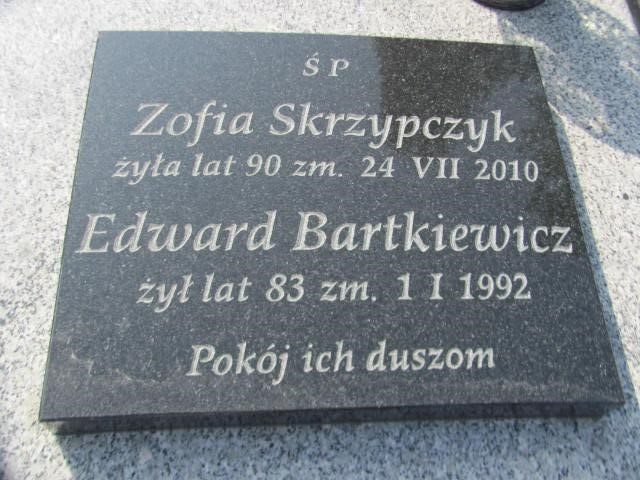 Ś P
Zofia Skrzypczyk
żyła lat 90 zm. 24 VII 2010
Edward Bartkiewicz
żył lat 83 zm. 1 I 1992
Pokój ich duszom